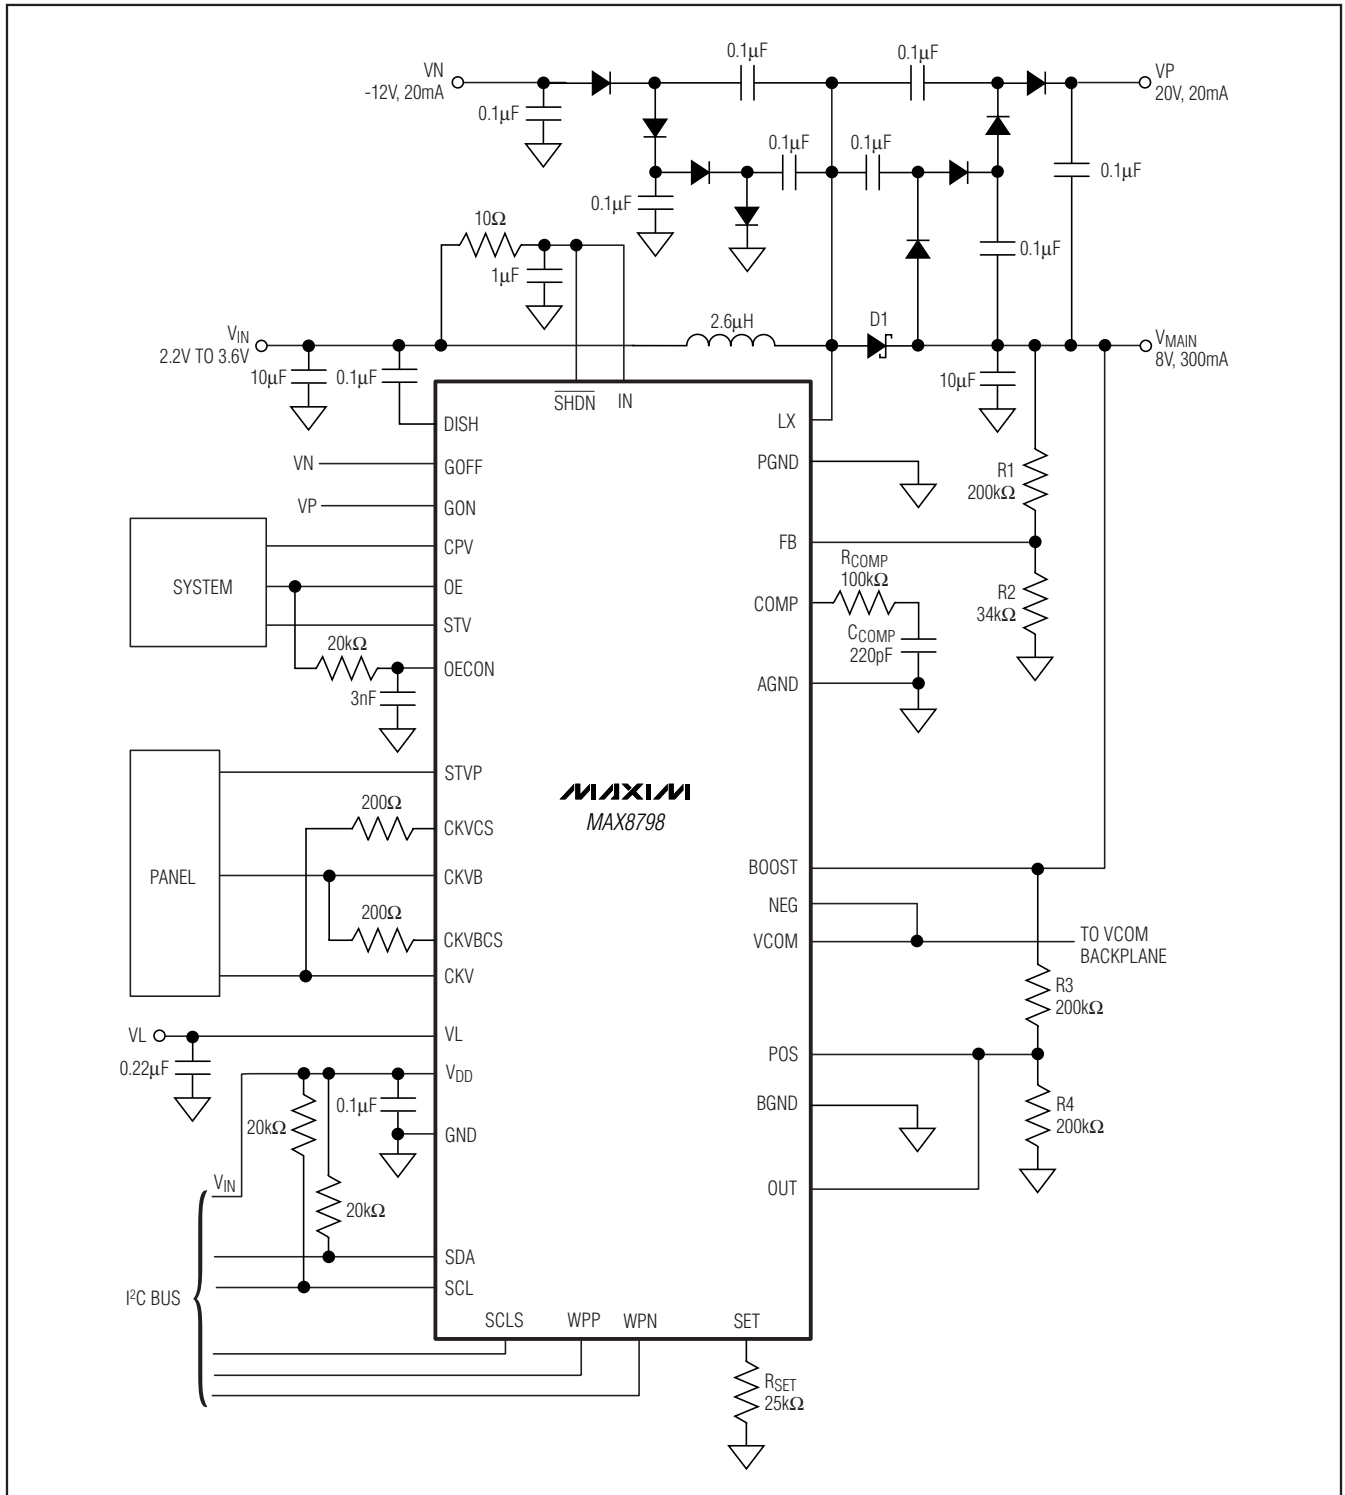 VN
-12V, 20mA
0.1µF
0.1µF
0.1µF
VP
20V, 20mA
0.1µF
0.1µF
0.1µF
0.1µF
0.1µF
10Ω
1µF
VIN
2.2V TO 3.6V
10µF
0.1µF
2.6µH
D1
VMAIN
8V, 300mA
10µF
SHDN
IN
DISH
LX
VN
GOFF
PGND
VP
GON
R1
200kΩ
SYSTEM
CPV
FB
OE
STV
RCOMP
100kΩ
COMP
R2
34kΩ
20kΩ
OECON
3nF
CCOMP
220pF
AGND
PANEL
STVP
200Ω
CKVCS
CKVB
200Ω
CKVBCS
CKV
MAXIM
MAX8798
BOOST
NEG
VCOM
TO VCOM
BACKPLANE
R3
200kΩ
VL
VL
0.22µF
VDD
0.1µF
POS
20kΩ
GND
BGND
R4
200kΩ
VIN
20kΩ
OUT
SDA
SCL
I²C BUS
SCLS
WPP
WPN
SET
RSET
25kΩ